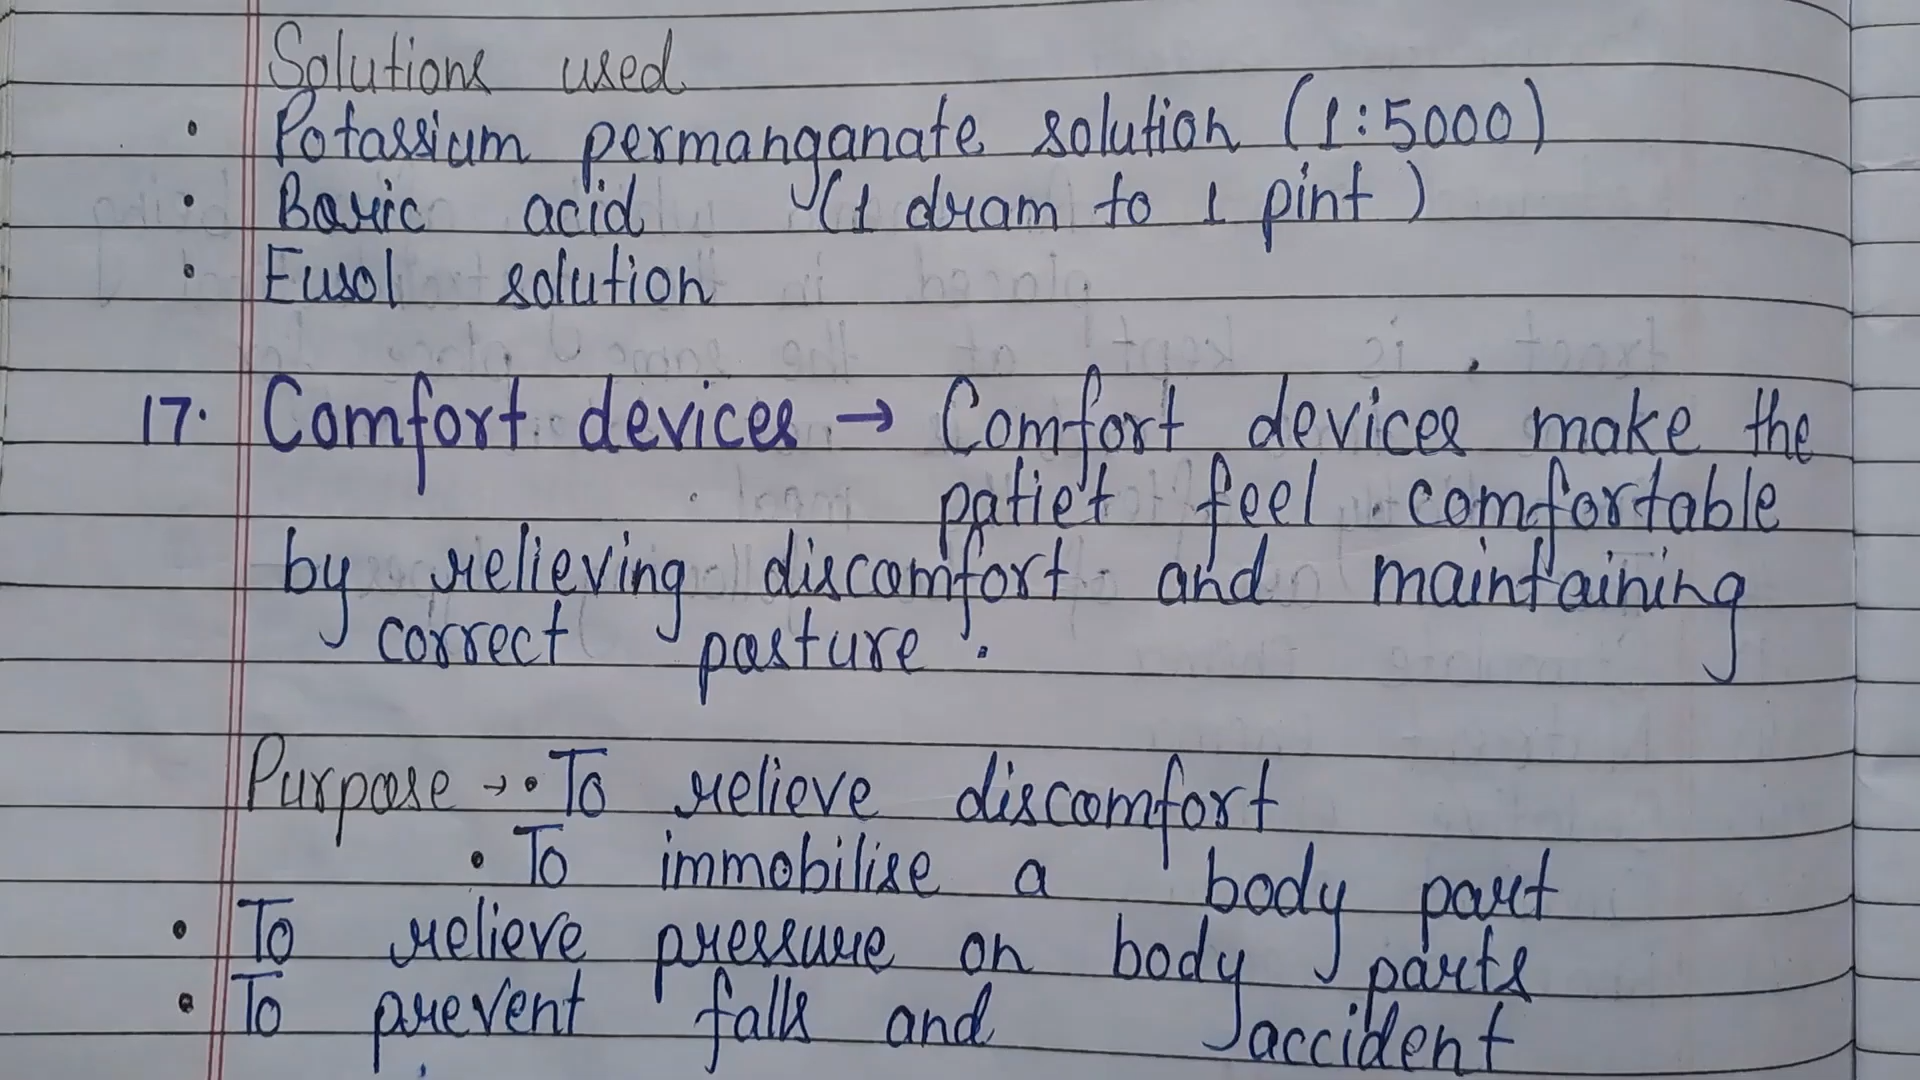 Solutions used
• Potassium permanganate solution (1:5000)
• Boric acid (1 dram to 1 pint)
• Eusol solution
17. Comfort devices → Comfort devices make the
patiet feel comfortable
by relieving discomfort and maintaining
correct posture.
Purpose → • To relieve discomfort
• To immobilise a body part
• To relieve pressure on body parts
• To prevent falls and accident